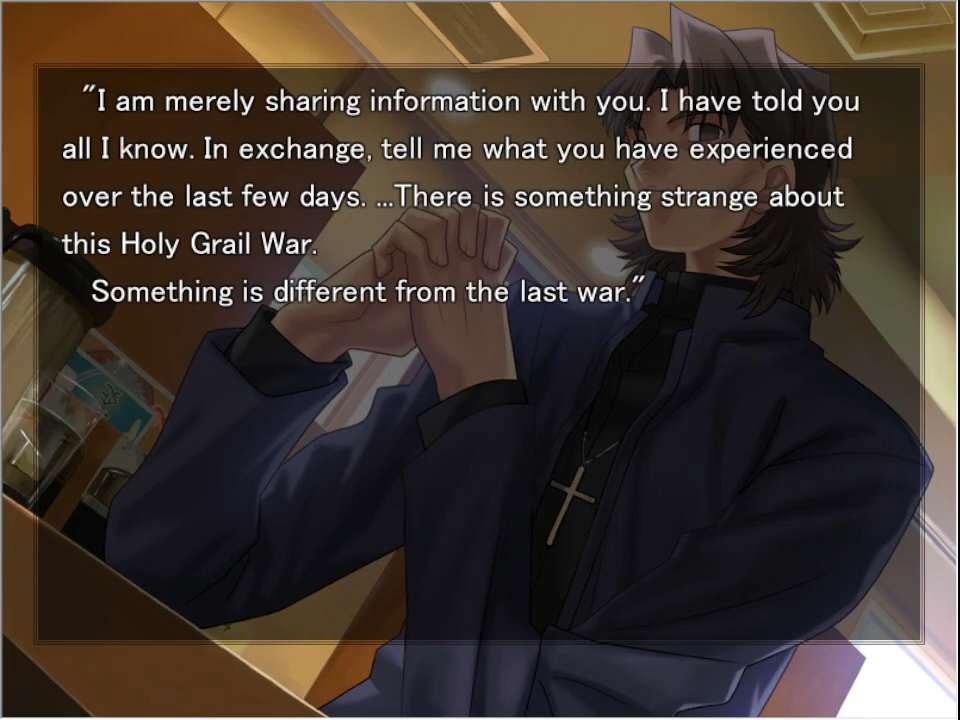 "I am merely sharing information with you. I have told you
all I know. In exchange, tell me what you have experienced
over the last few days. ...There is something strange about
this Holy Grail War.
Something is different from the last war."